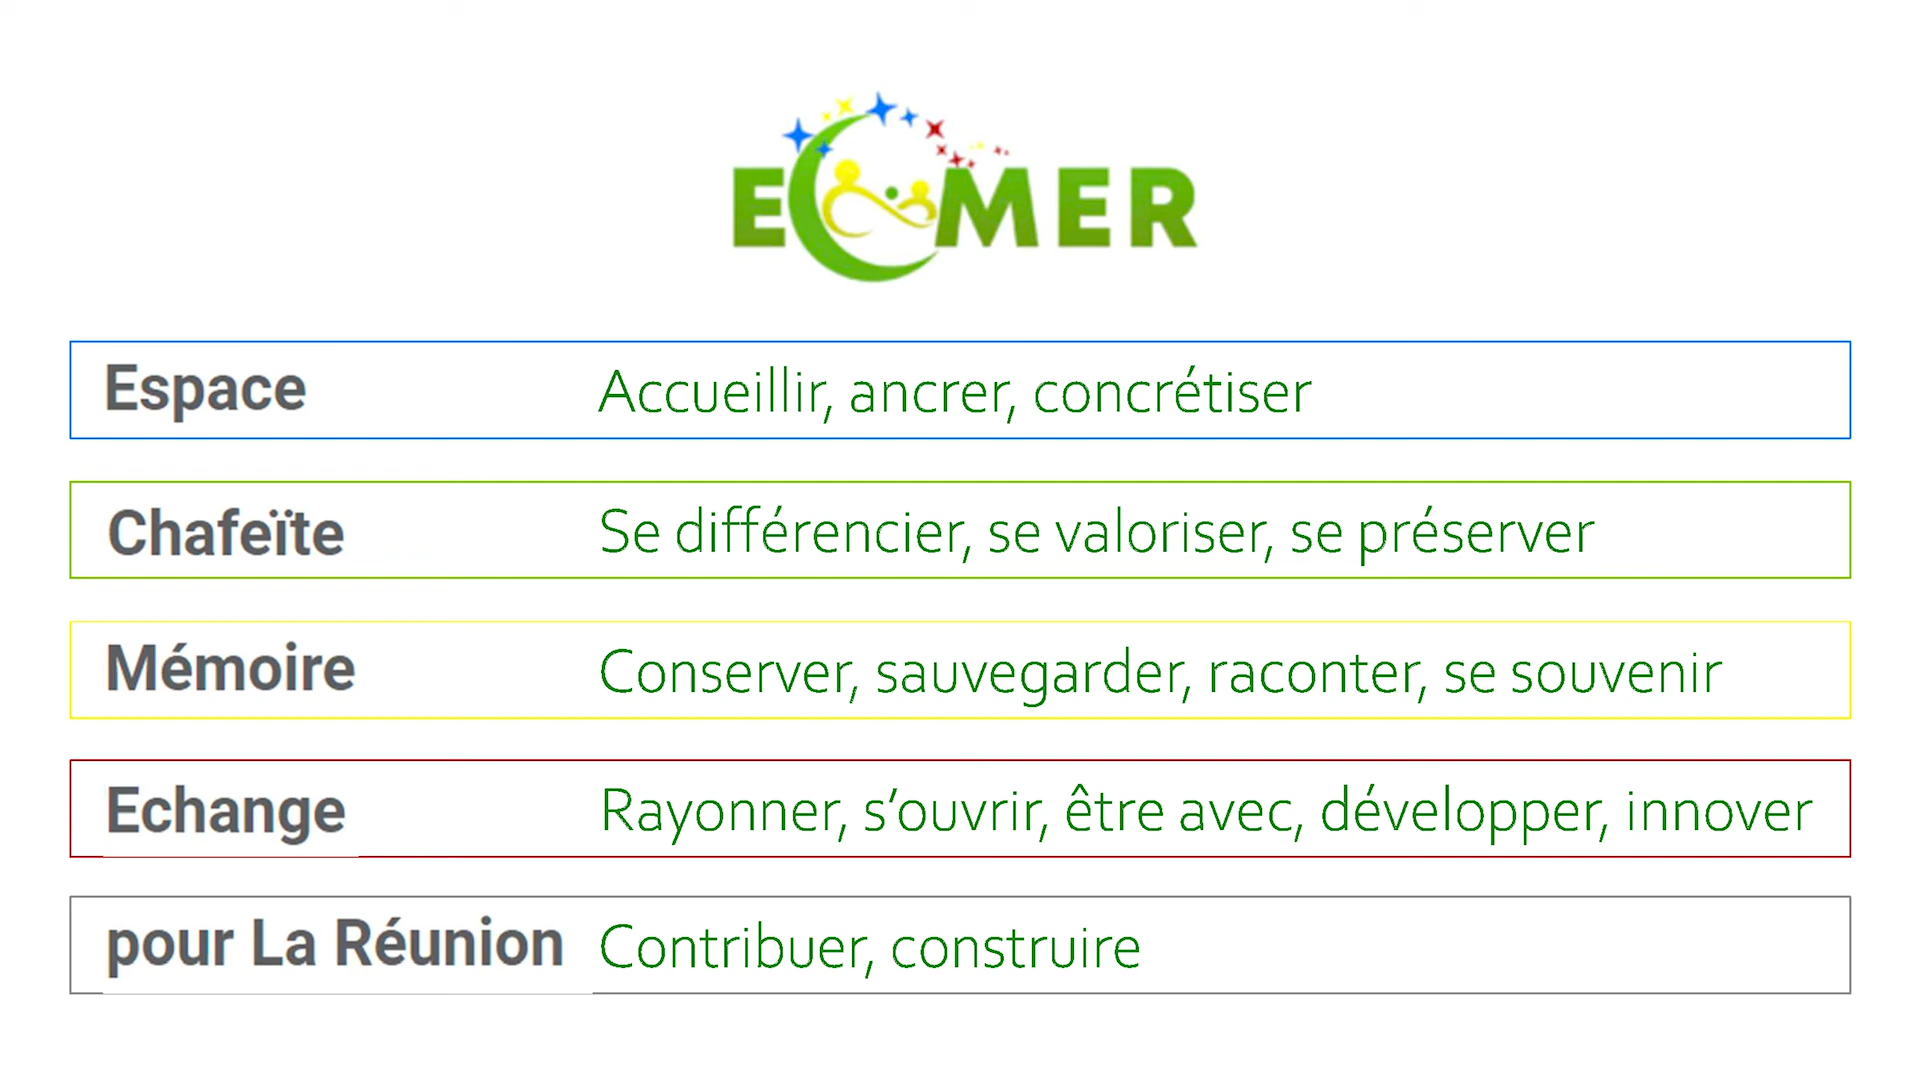 ECMER
Espace Accueillir, ancrer, concrétiser
Chafeïte Se différencier, se valoriser, se préserver
Mémoire Conserver, sauvegarder, raconter, se souvenir
Echange Rayonner, s’ouvrir, être avec, développer, innover
pour La Réunion Contribuer, construire